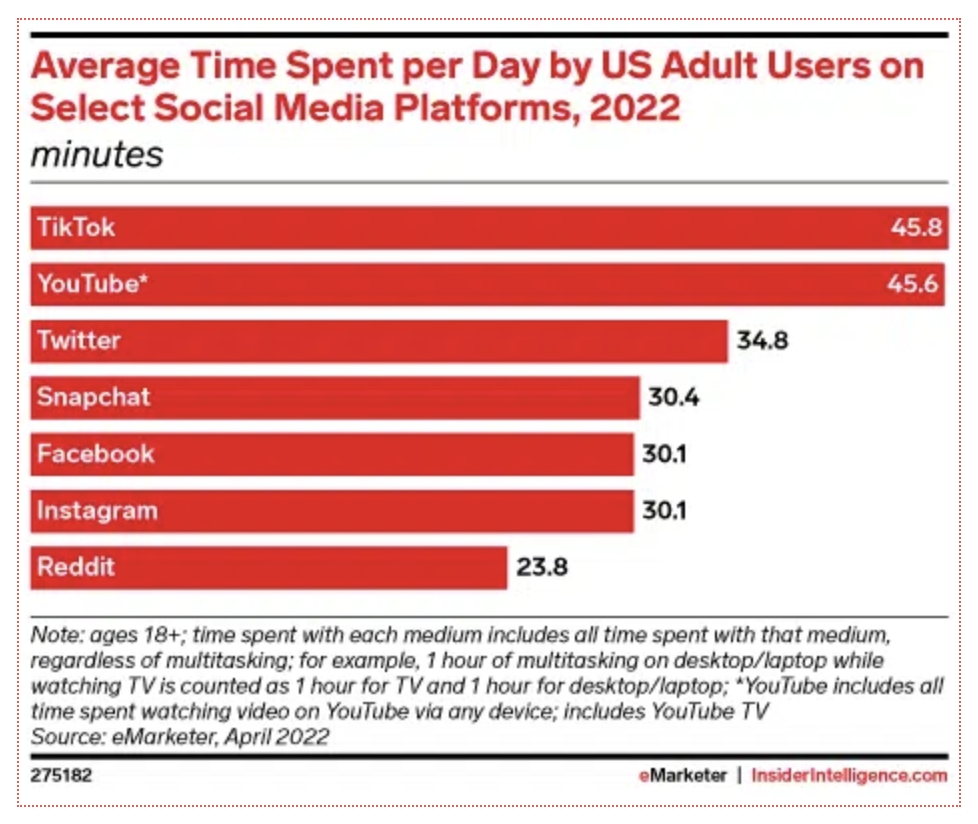 Average Time Spent per Day by US Adult Users on
Select Social Media Platforms, 2022
minutes
TikTok 45.8
YouTube* 45.6
Twitter 34.8
Snapchat 30.4
Facebook 30.1
Instagram 30.1
Reddit 23.8
Note: ages 18+; time spent with each medium includes all time spent with that medium,
regardless of multitasking; for example, 1 hour of multitasking on desktop/laptop while
watching TV is counted as 1 hour for TV and 1 hour for desktop/laptop; *YouTube includes all
time spent watching video on YouTube via any device; includes YouTube TV
Source: eMarketer, April 2022
275182 eMarketer | InsiderIntelligence.com